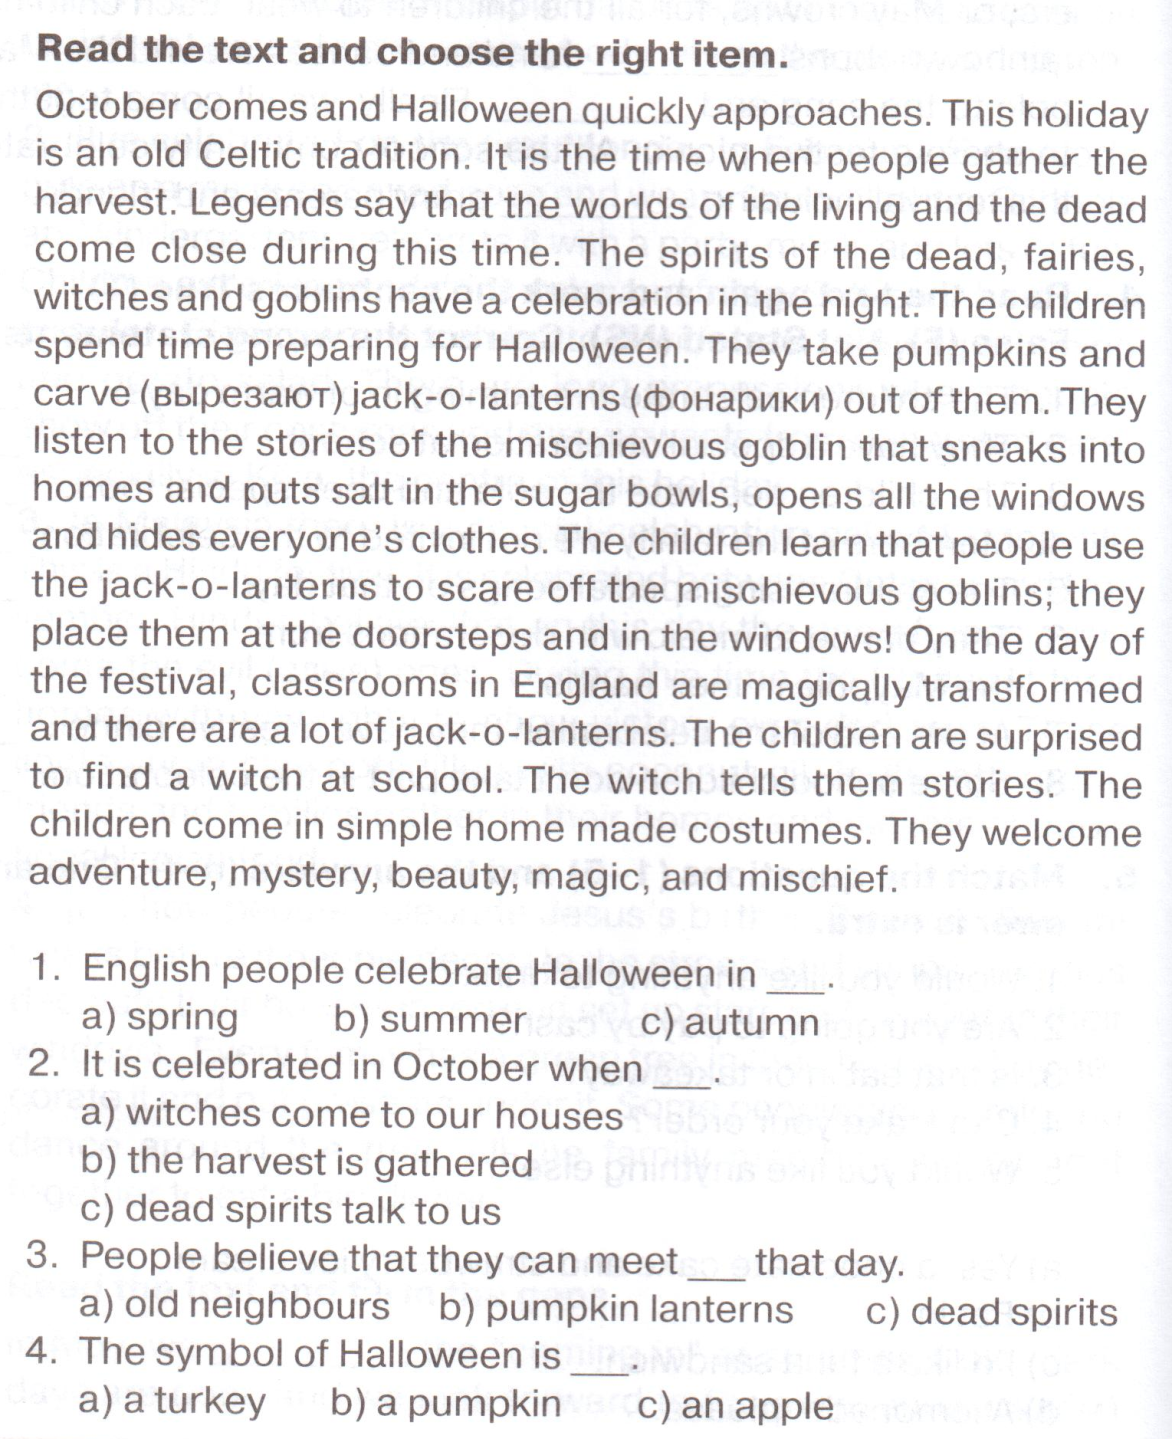 Read the text and choose the right item.
October comes and Halloween quickly approaches. This holiday
is an old Celtic tradition. It's the time when people gather the
harvest. Legends say that the worlds of the living and the dead
come close during this time. The spirits of the dead, fairies,
witches and goblins have a celebration in the night. The children
spend time preparing for Halloween. They take pumpkins and
carve (вырезают) jack-o-lanterns (фонарики) out of them. They
listen to the stories of the mischievous goblin that sneaks into
homes and puts salt in the sugar bowls, opens all the windows
and hides everyone's clothes. The children learn that people use
the jack-o-lanterns to scare off the mischievous goblins; they
place them at the doorsteps and in the windows! On the day of
the festival, classrooms in England are magically transformed
and there are a lot of jack-o-lanterns. The children are surprised
to find a witch at school. The witch tells them stories. The
children come in simple home made costumes. They welcome
adventure, mystery, beauty, magic, and mischief.
1. English people celebrate Halloween in ___.
a) spring b) summer c) autumn
2. It is celebrated in October when ___.
a) witches come to our houses
b) the harvest is gathered
c) dead spirits talk to us
3. People believe that they can meet ___ that day.
a) old neighbours b) pumpkin lanterns c) dead spirits
4. The symbol of Halloween is ___.
a) a turkey b) a pumpkin c) an apple